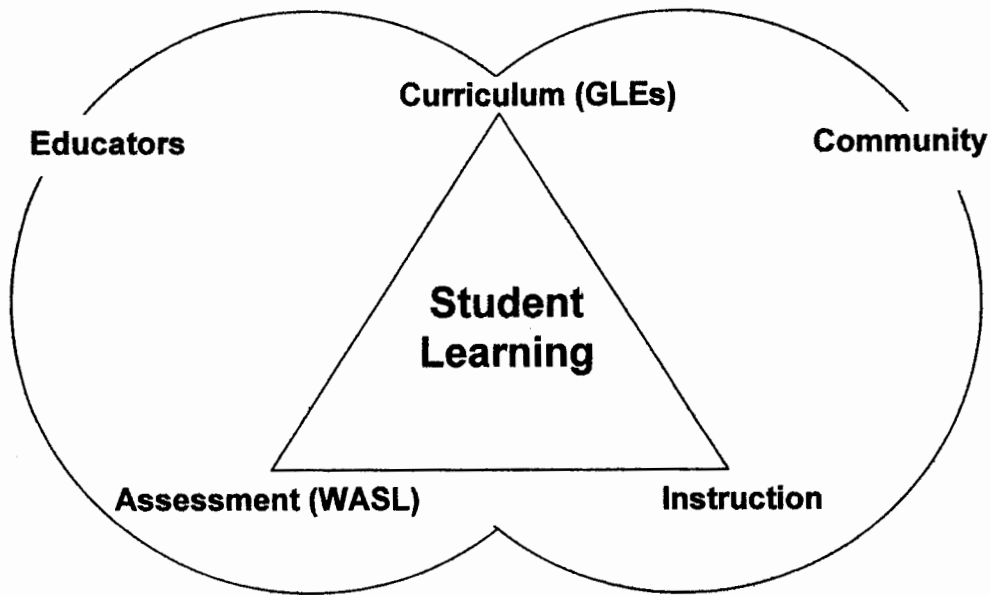 Curriculum (GLEs)
Educators
Community
Student
Learning
Assessment (WASL)
Instruction